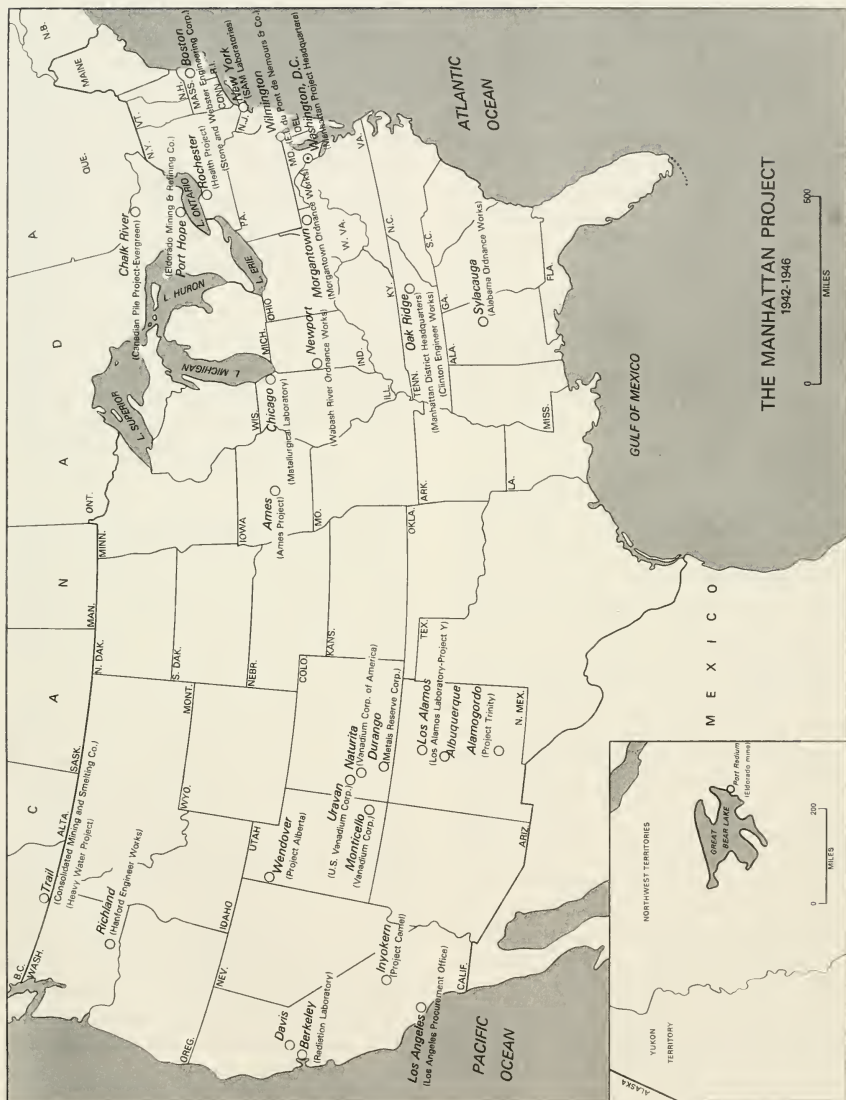 THE MANHATTAN PROJECT
1942-1946
0
500
MILES
C
A
N
A
D
A
B.C.
ALTA.
SASK.
MAN.
ONT.
QUE.
N.B.
Trail
(Consolidated Mining and Smelting Co.)
(Heavy Water Project)
Richland
(Hanford Engineer Works)
WASH.
OREG.
IDAHO
MONT.
N. DAK.
S. DAK.
WYO.
NEBR.
NEV.
UTAH
COLO.
KANS.
CALIF.
ARIZ.
N. MEX.
TEX.
OKLA.
MINN.
IOWA
MO.
ARK.
LA.
WIS.
ILL.
MICH.
IND.
OHIO
KY.
TENN.
MISS.
ALA.
GA.
FLA.
S.C.
N.C.
VA.
W. VA.
PA.
N.Y.
VT.
N.H.
MAINE
MASS.
CONN.
R.I.
N.J.
DEL.
Wendover
(Project Alberta)
Davis
Berkeley
(Radiation Laboratory)
Inyokern
(Project Camel)
Los Angeles
(Los Angeles Procurement Office)
Uravan
(U.S. Vanadium Corp.)
Monticello
(Vanadium Corp.)
Naturita
(Vanadium Corp. of America)
Durango
(Metals Reserve Corp.)
Los Alamos
(Los Alamos Laboratory-Project Y)
Albuquerque
Alamogordo
(Project Trinity)
Ames
(Ames Project)
Chicago
(Metallurgical Laboratory)
Newport
(Wabash River Ordnance Works)
Oak Ridge
(Manhattan District Headquarters)
(Clinton Engineer Works)
Sylacauga
(Alabama Ordnance Works)
Morgantown
(Morgantown Ordnance Works)
Chalk River
(Canadian Pile Project-Evergreen)
(Eldorado Mining & Refining Co.)
Port Hope
Rochester
(Health Project)
Boston
(Stone and Webster Engineering Corp.)
New York
(SAM Laboratories)
Wilmington
du Pont de Nemours & Co.)
Washington, D.C.
(Manhattan Project Headquarters)
L. SUPERIOR
L. MICHIGAN
L. HURON
L. ERIE
L. ONTARIO
PACIFIC
OCEAN
ATLANTIC
OCEAN
GULF OF MEXICO
M E X I C O
ALASKA
YUKON
TERRITORY
NORTHWEST TERRITORIES
GREAT
BEAR LAKE
Port Radium
(Eldorado mine)
0
200
MILES